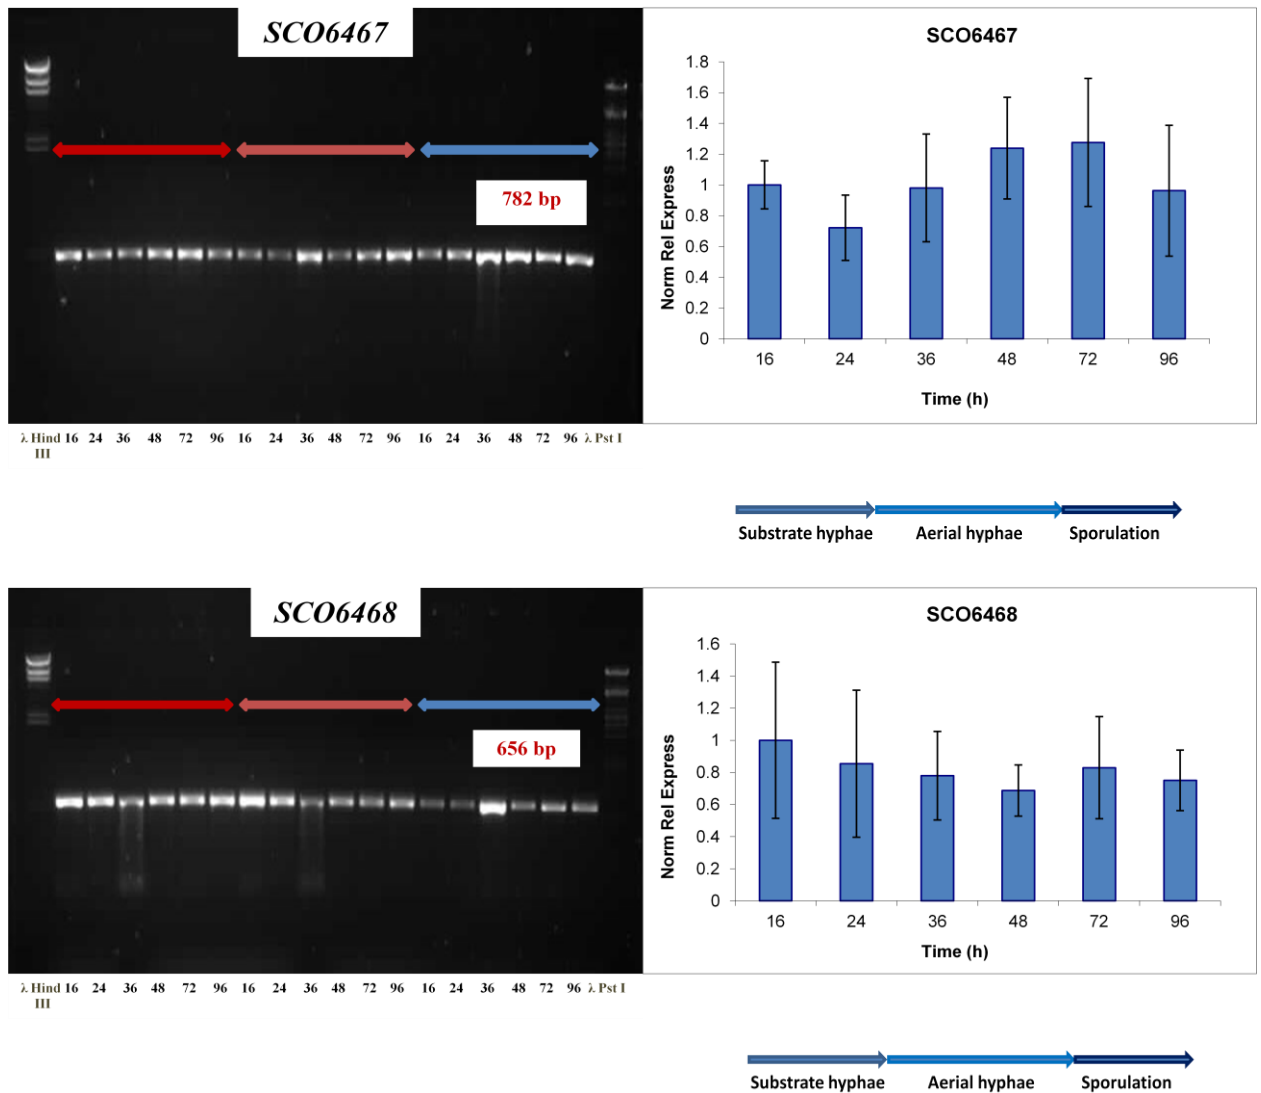 SCO6467
782 bp
λ Hind 16 24 36 48 72 96 16 24 36 48 72 96 16 24 36 48 72 96 λ Pst I
III
SCO6467
Norm Rel Express
1.8
1.6
1.4
1.2
1
0.8
0.6
0.4
0.2
0
16 24 36 48 72 96
Time (h)
Substrate hyphae Aerial hyphae Sporulation
SCO6468
656 bp
λ Hind 16 24 36 48 72 96 16 24 36 48 72 96 16 24 36 48 72 96 λ Pst I
III
SCO6468
Norm Rel Express
1.6
1.4
1.2
1
0.8
0.6
0.4
0.2
0
16 24 36 48 72 96
Time (h)
Substrate hyphae Aerial hyphae Sporulation